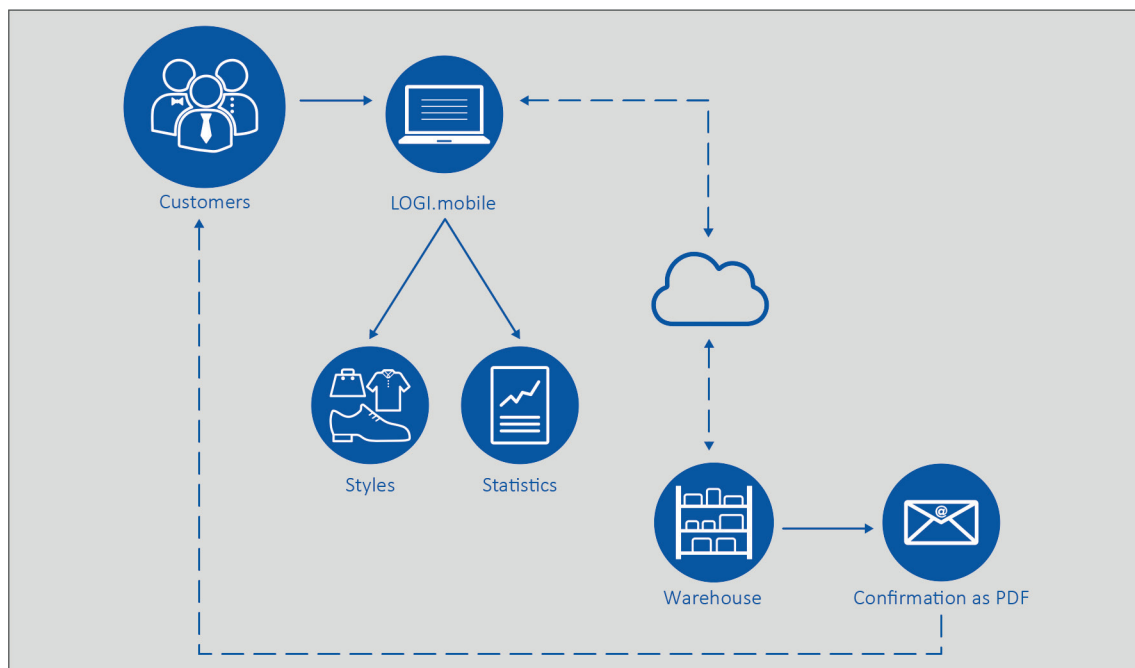 Customers
LOGI.mobile
Styles
Statistics
@
Warehouse
Confirmation as PDF